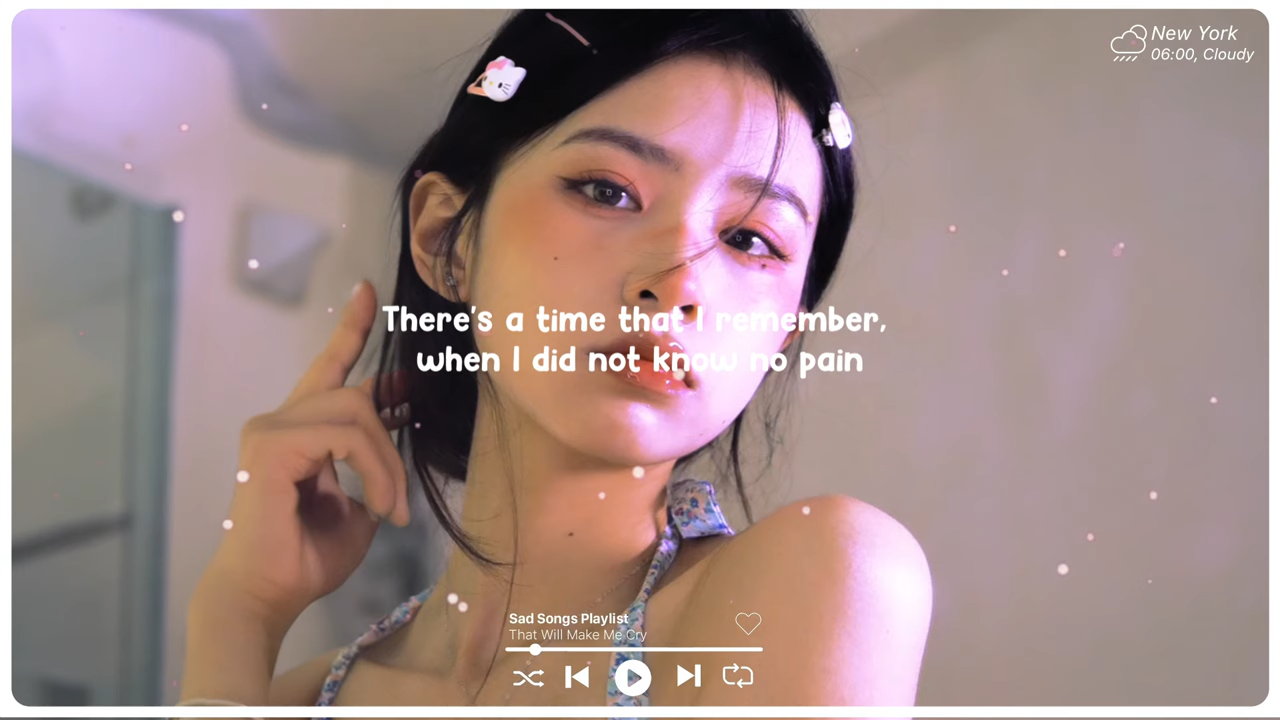 New York
06:00, Cloudy
There's a time that I remember,
when I did not know no pain
Sad Songs Playlist
That Will Make Me Cry